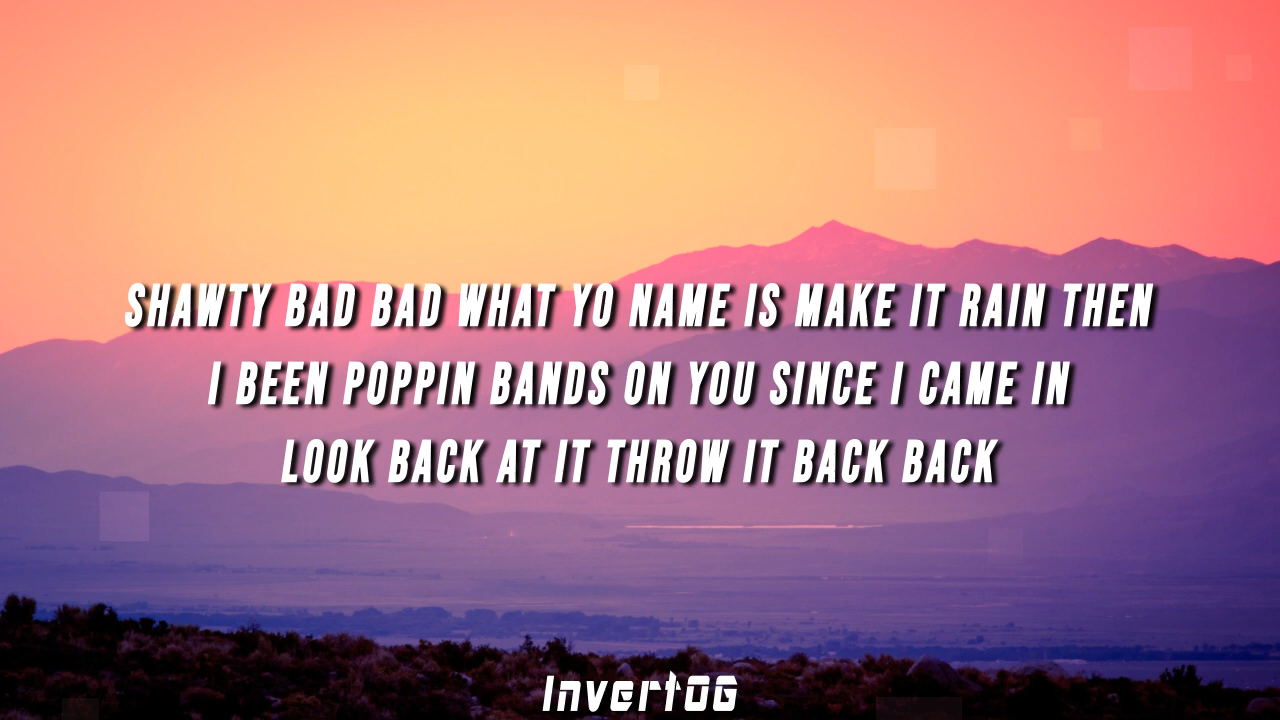 SHAWTY BAD BAD WHAT YO NAME IS MAKE IT RAIN THEN
I BEEN POPPIN BANDS ON YOU SINCE I CAME IN
LOOK BACK AT IT THROW IT BACK BACK
InvertOG